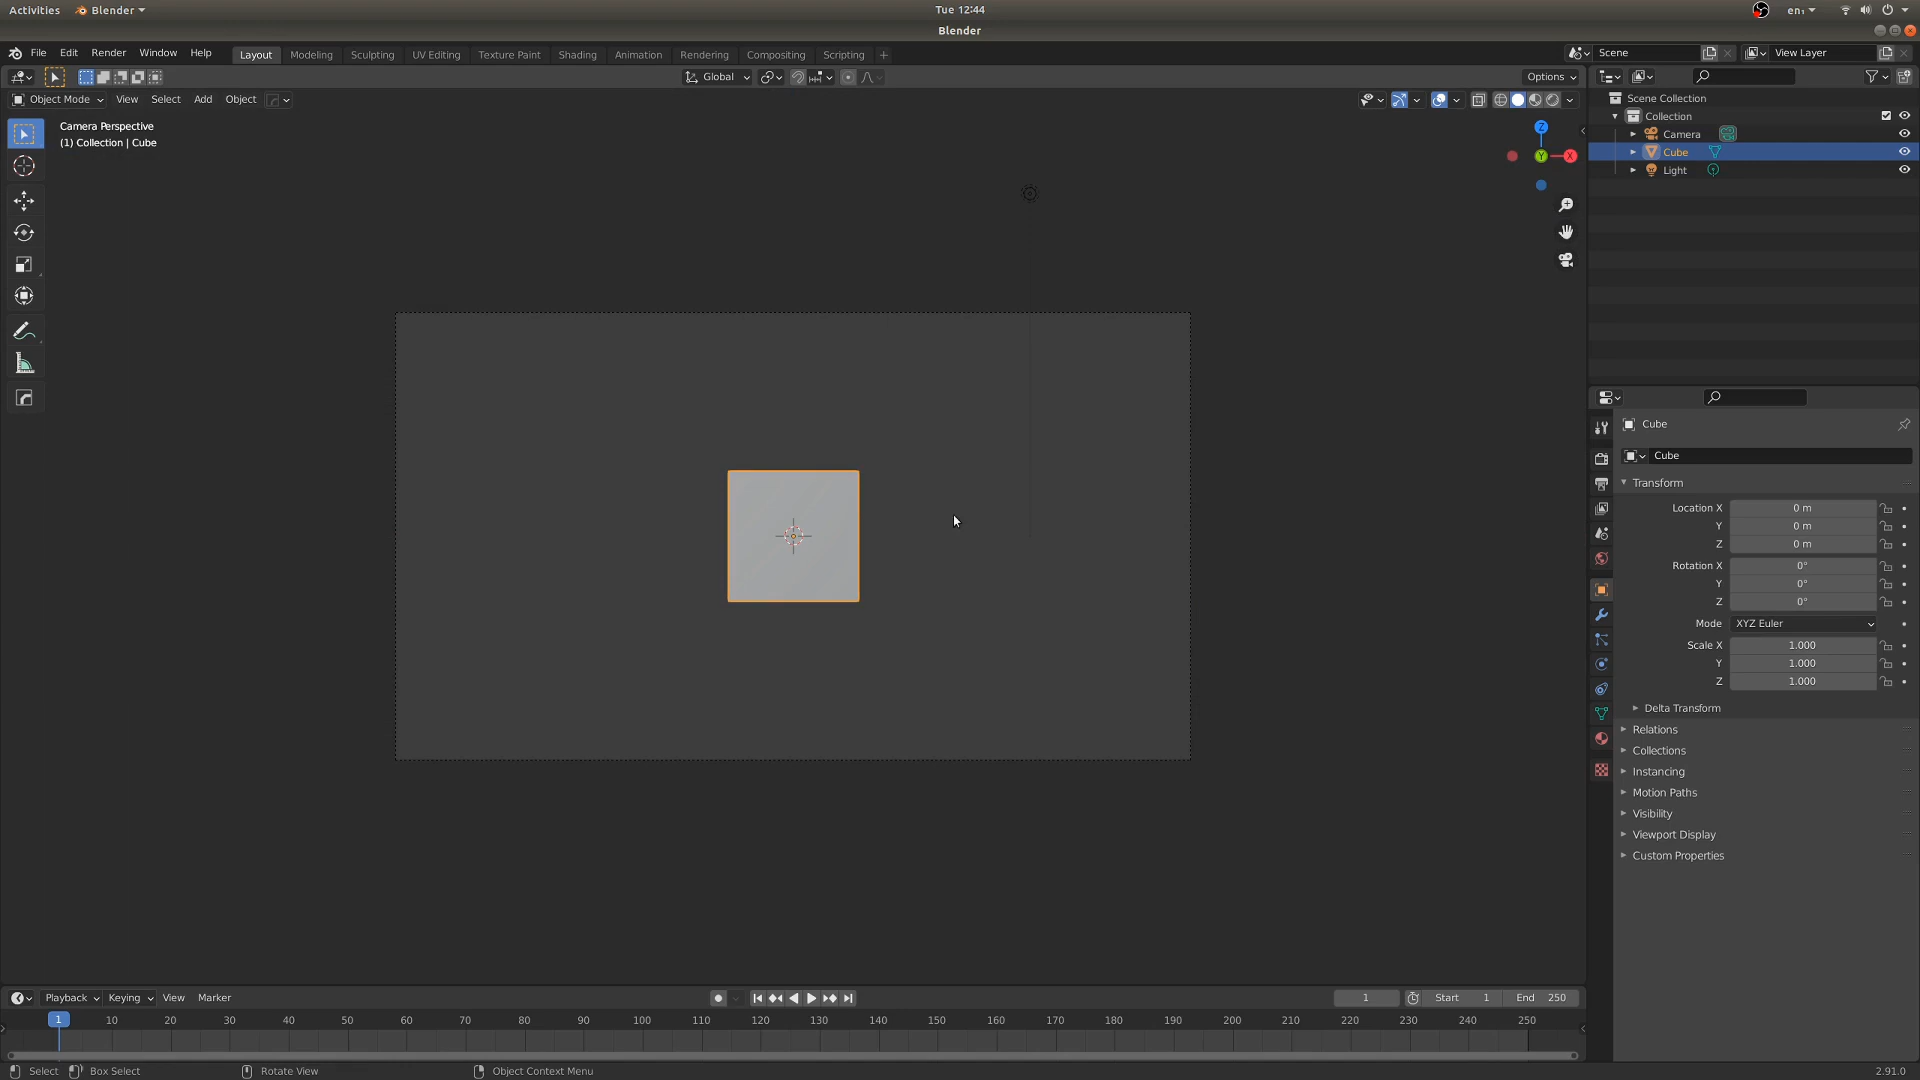 Activities Blender Tue 12:44 en₁
Blender
File Edit Render Window Help Layout Modeling Sculpting UV Editing Texture Paint Shading Animation Rendering Compositing Scripting + Scene View Layer
Global Options
Object Mode View Select Add Object
Scene Collection
Collection
Camera
Cube
Light
Camera Perspective
(1) Collection | Cube
Z
Y X
Cube
Cube
Transform
Location X 0 m
Y 0 m
Z 0 m
Rotation X 0°
Y 0°
Z 0°
Mode XYZ Euler
Scale X 1.000
Y 1.000
Z 1.000
Delta Transform
Relations
Collections
Instancing
Motion Paths
Visibility
Viewport Display
Custom Properties
Playback Keying View Marker 1 Start 1 End 250
1 10 20 30 40 50 60 70 80 90 100 110 120 130 140 150 160 170 180 190 200 210 220 230 240 250
Select Box Select Rotate View Object Context Menu 2.91.0